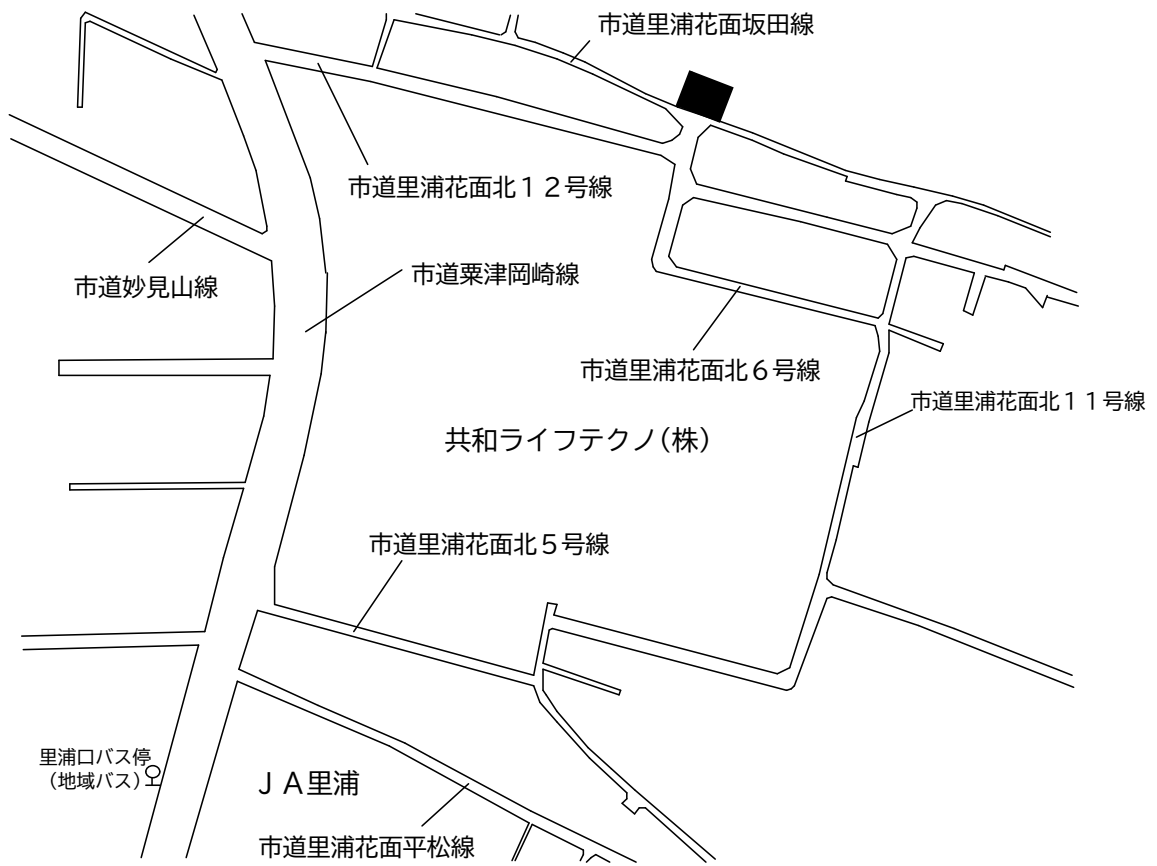 市道里浦花面坂田線
市道里浦花面北１２号線
市道妙見山線
市道粟津岡崎線
市道里浦花面北６号線
市道里浦花面北１１号線
共和ライフテクノ(株)
市道里浦花面北５号線
里浦口バス停
（地域バス）
ＪＡ里浦
市道里浦花面平松線